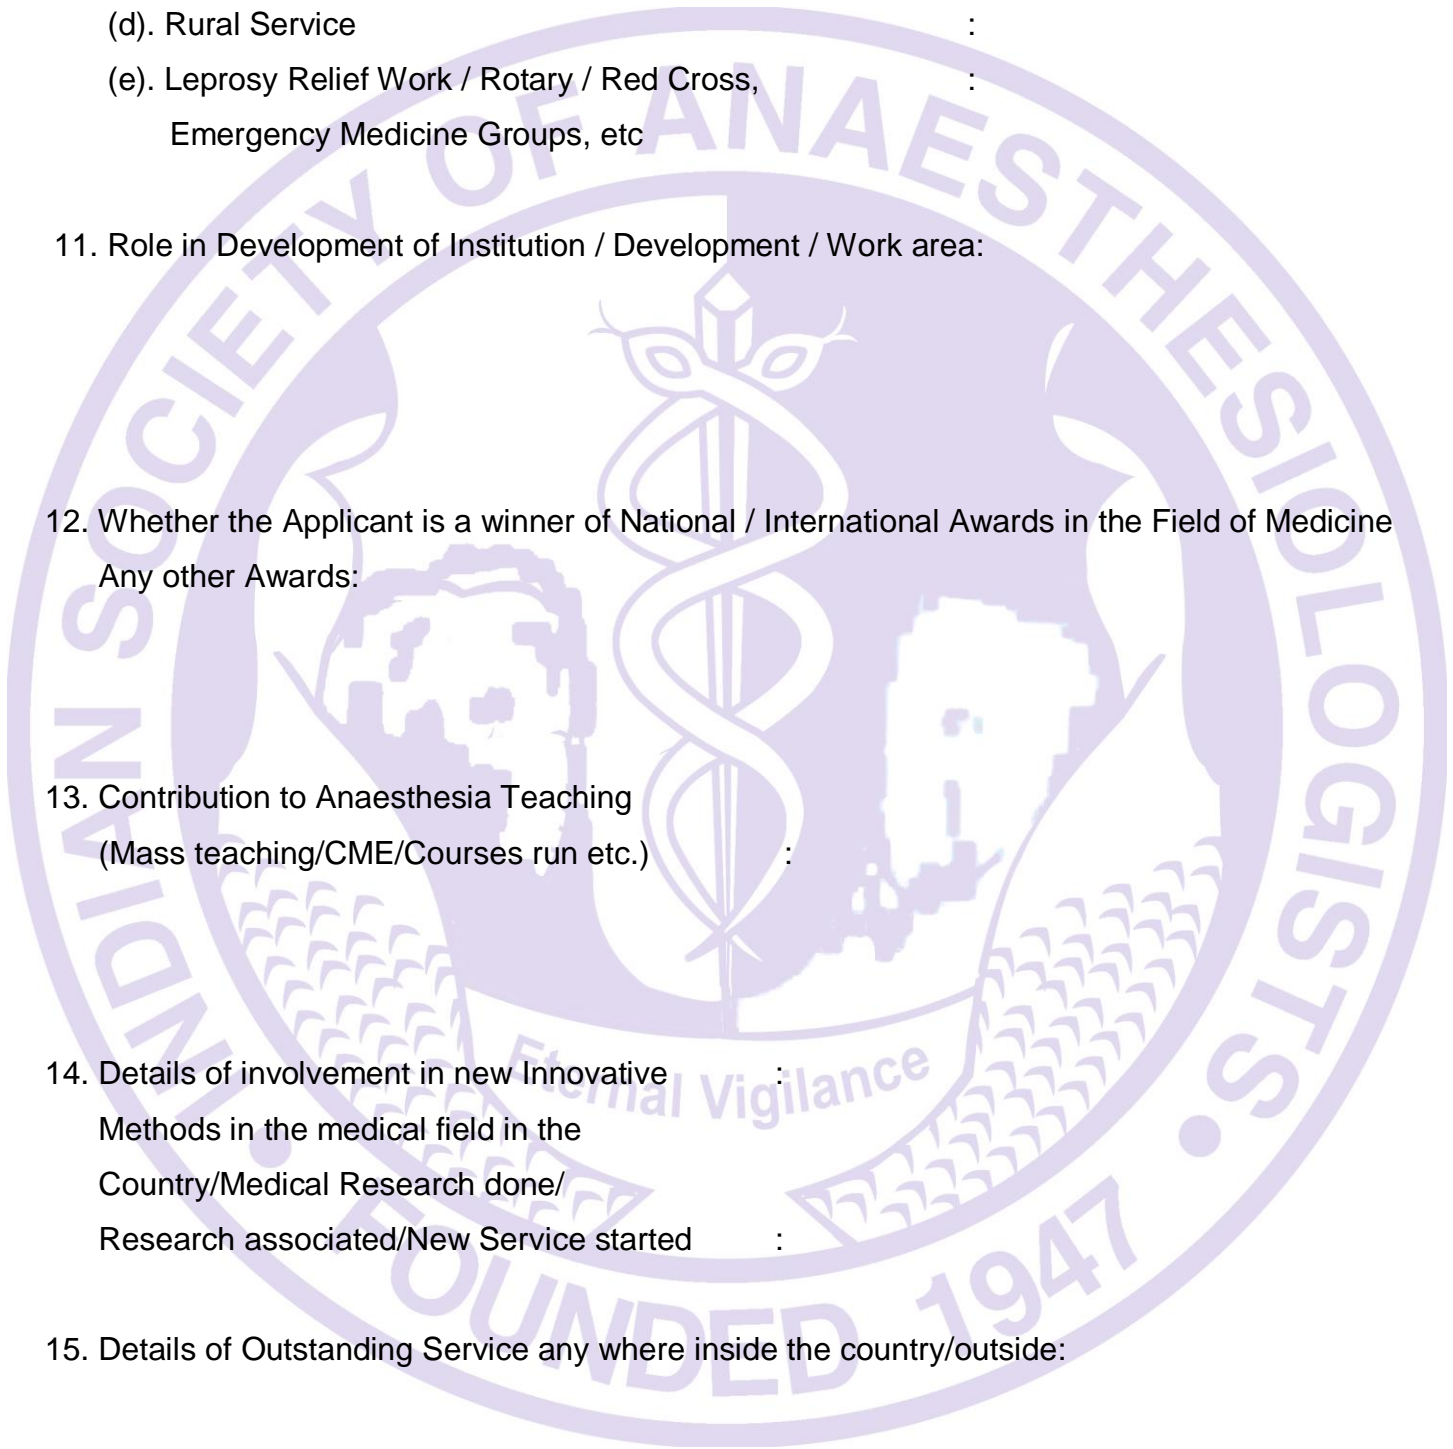 (d). Rural Service :
(e). Leprosy Relief Work / Rotary / Red Cross, :
Emergency Medicine Groups, etc
11. Role in Development of Institution / Development / Work area:
12. Whether the Applicant is a winner of National / International Awards in the Field of Medicine
Any other Awards:
13. Contribution to Anaesthesia Teaching
(Mass teaching/CME/Courses run etc.) :
14. Details of involvement in new Innovative :
Methods in the medical field in the
Country/Medical Research done/
Research associated/New Service started :
15. Details of Outstanding Service any where inside the country/outside:
INDIAN SOCIETY OF ANAESTHESIOLOGISTS
Eternal Vigilance
FOUNDED 1947